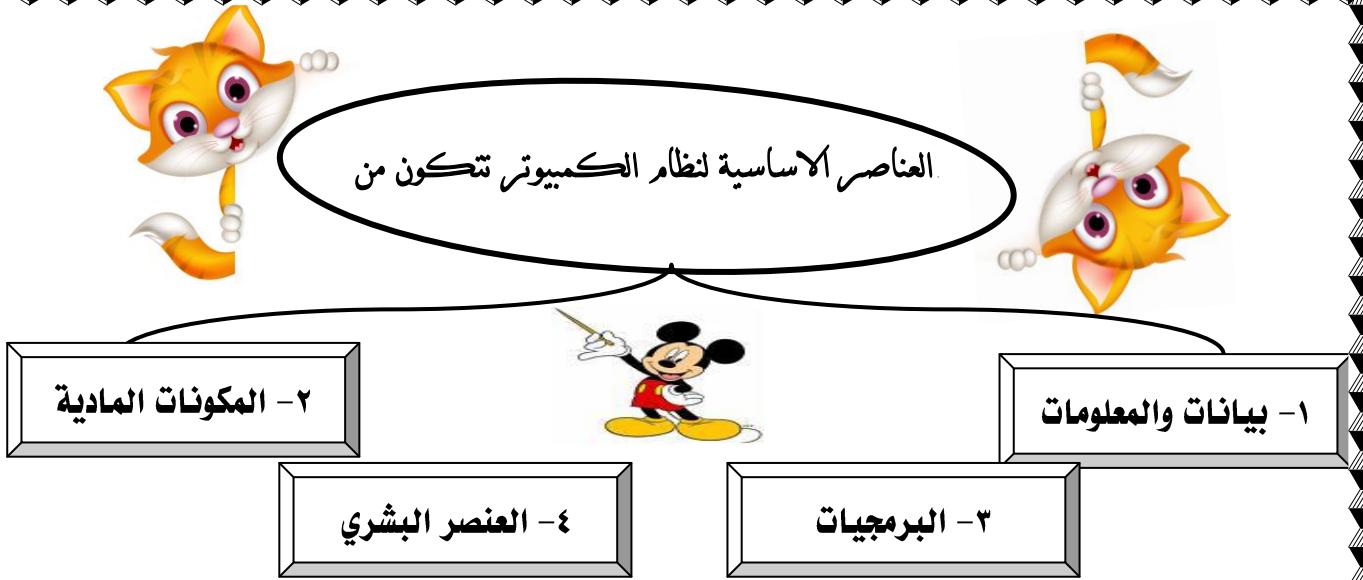 العناصر الاساسية لنظام الكمبيوتر تتكون من
١- بيانات والمعلومات
٢- المكونات المادية
٣- البرمجيات
٤- العنصر البشري